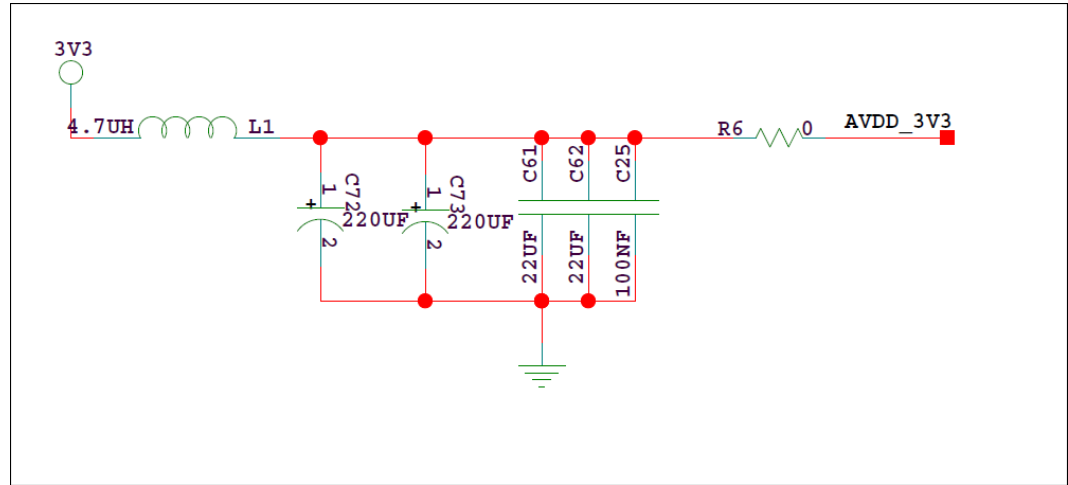 3V3
4.7UH
L1
R6
0
AVDD_3V3
1
C72
+
220UF
2
1
C73
+
220UF
2
C61
22UF
C62
22UF
C25
100NF